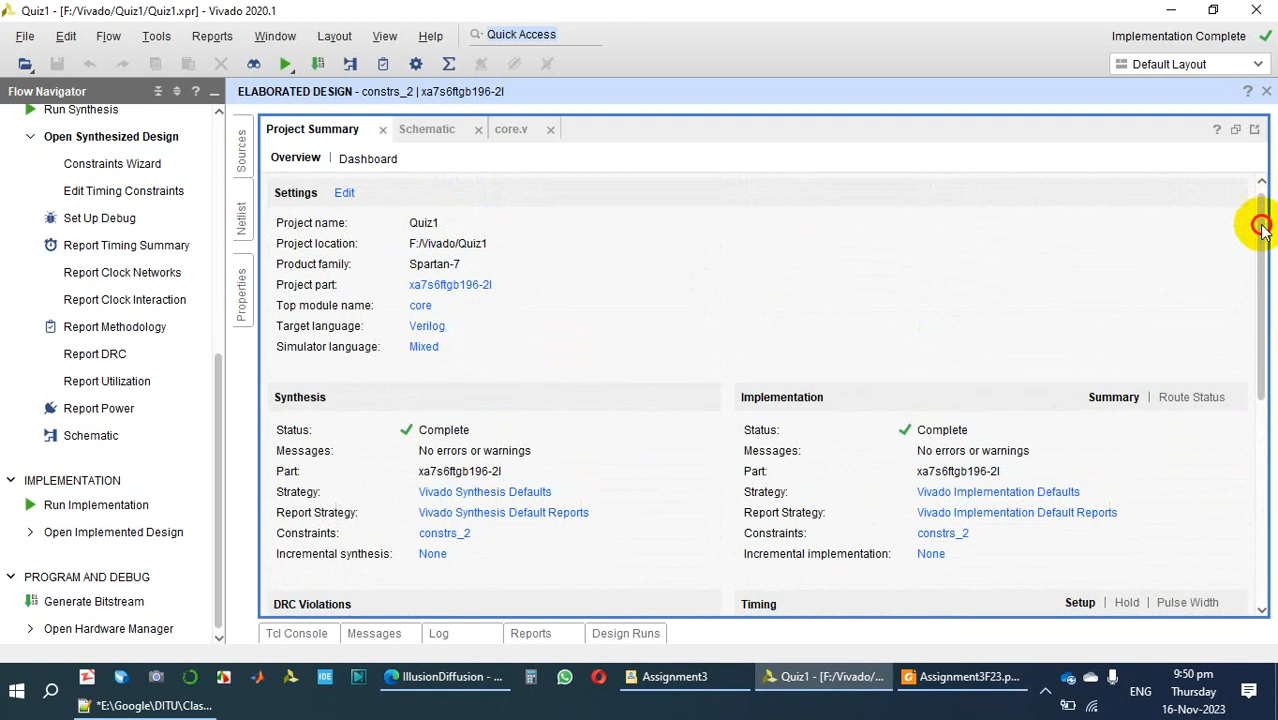 Quiz1 - [F:/Vivado/Quiz1/Quiz1.xpr] - Vivado 2020.1
File Edit Flow Tools Reports Window Layout View Help Quick Access Implementation Complete
Default Layout
Flow Navigator ? ELABORATED DESIGN - constrs_2 | xa7s6ftgb196-2I ?
Run Synthesis
Open Synthesized Design
Constraints Wizard
Edit Timing Constraints
Set Up Debug
Report Timing Summary
Report Clock Networks
Report Clock Interaction
Report Methodology
Report DRC
Report Utilization
Report Power
Schematic
IMPLEMENTATION
Run Implementation
Open Implemented Design
PROGRAM AND DEBUG
Generate Bitstream
Open Hardware Manager
Sources
Netlist
Properties
Project Summary Schematic core.v ?
Overview | Dashboard
Settings Edit
Project name: Quiz1
Project location: F:/Vivado/Quiz1
Product family: Spartan-7
Project part: xa7s6ftgb196-2I
Top module name: core
Target language: Verilog
Simulator language: Mixed
Synthesis
Status: Complete
Messages: No errors or warnings
Part: xa7s6ftgb196-2I
Strategy: Vivado Synthesis Defaults
Report Strategy: Vivado Synthesis Default Reports
Constraints: constrs_2
Incremental synthesis: None
Implementation Summary | Route Status
Status: Complete
Messages: No errors or warnings
Part: xa7s6ftgb196-2I
Strategy: Vivado Implementation Defaults
Report Strategy: Vivado Implementation Default Reports
Constraints: constrs_2
Incremental implementation: None
DRC Violations
Timing Setup | Hold | Pulse Width
Tcl Console Messages Log Reports Design Runs
IDE IllusionDiffusion - ... Assignment3 Quiz1 - [F:/Vivado/... Assignment3F23.p...
*E:\Google\DITU\Clas...
ENG
9:50 pm
Thursday
16-Nov-2023